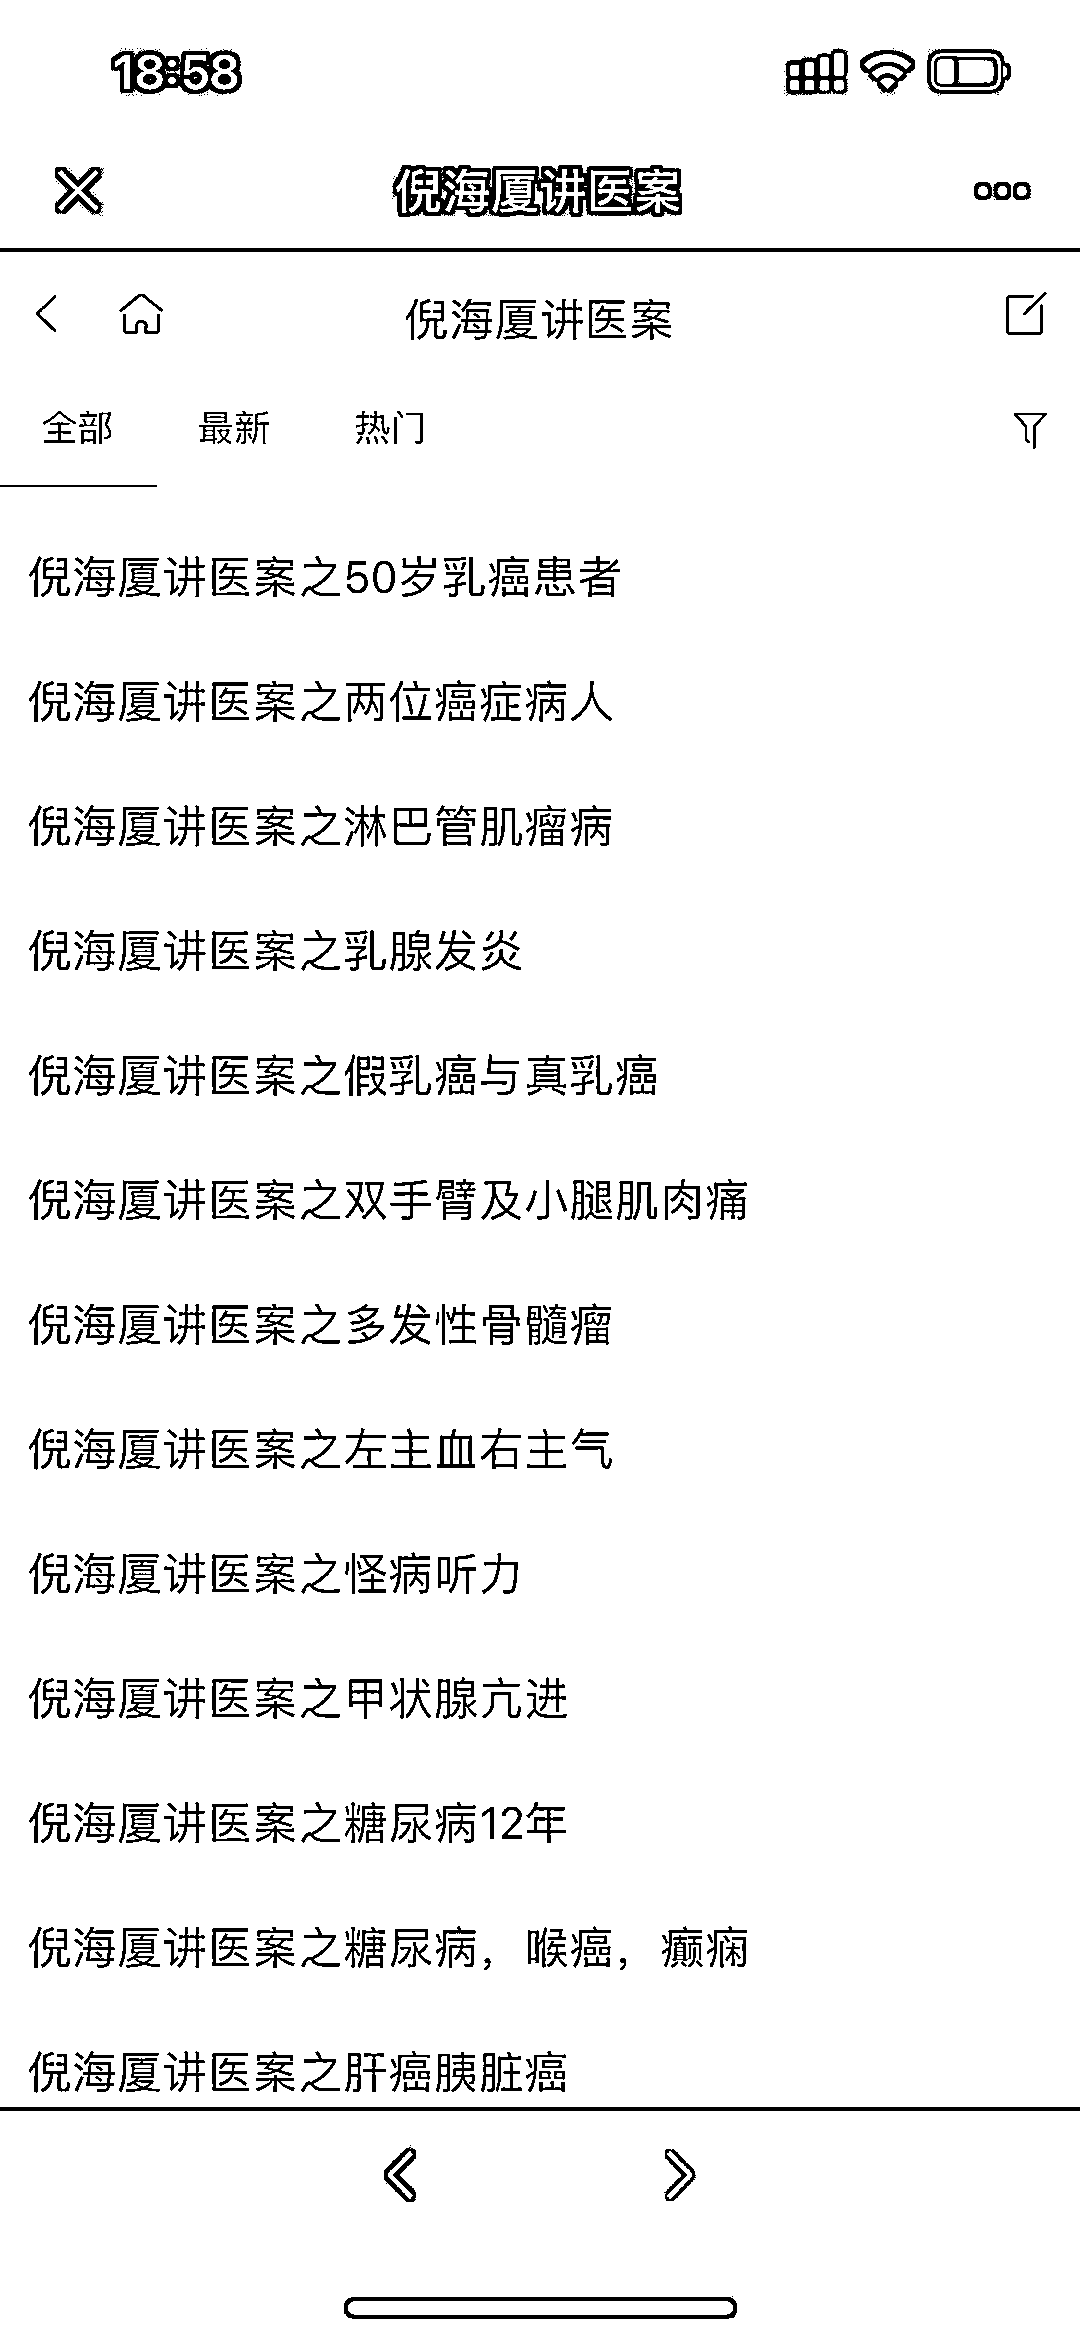 18:58
倪海厦讲医案
倪海厦讲医案
全部 最新 热门
倪海厦讲医案之50岁乳癌患者
倪海厦讲医案之两位癌症病人
倪海厦讲医案之淋巴管肌瘤病
倪海厦讲医案之乳腺发炎
倪海厦讲医案之假乳癌与真乳癌
倪海厦讲医案之双手臂及小腿肌肉痛
倪海厦讲医案之多发性骨髓瘤
倪海厦讲医案之左主血右主气
倪海厦讲医案之怪病听力
倪海厦讲医案之甲状腺亢进
倪海厦讲医案之糖尿病12年
倪海厦讲医案之糖尿病，喉癌，癫痫
倪海厦讲医案之肝癌胰脏癌